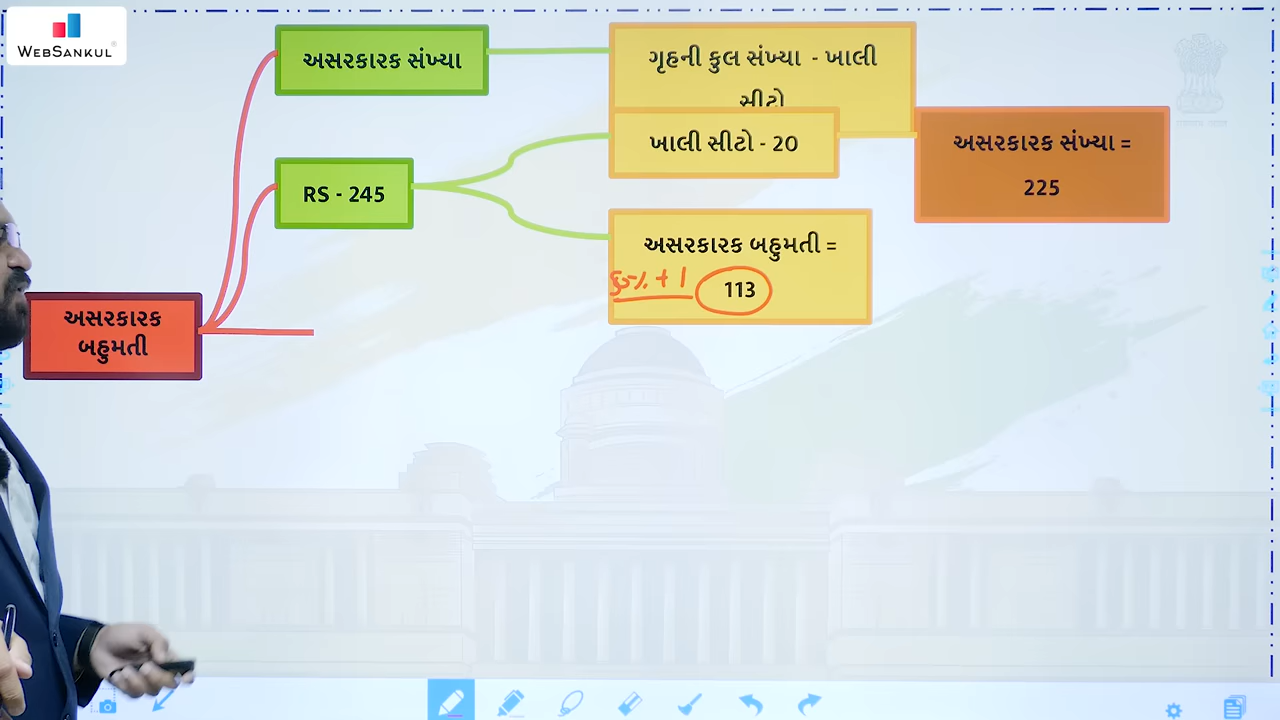 WEBSANKUL
અસરકારક સંખ્યા
ગૃહની કુલ સંખ્યા - ખાલી
સીટો
ખાલી સીટો - 20
અસરકારક સંખ્યા =
225
RS - 245
અસરકારક બહુમતી =
+ 1
113
અસરકારક
બહુમતી